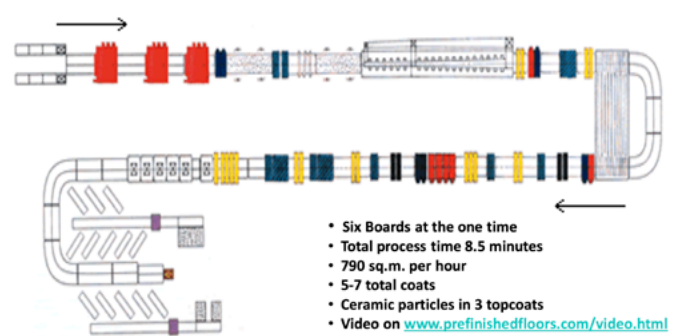 • Six Boards at the one time
• Total process time 8.5 minutes
• 790 sq.m. per hour
• 5-7 total coats
• Ceramic particles in 3 topcoats
• Video on www.prefinishedfloors.com/video.html